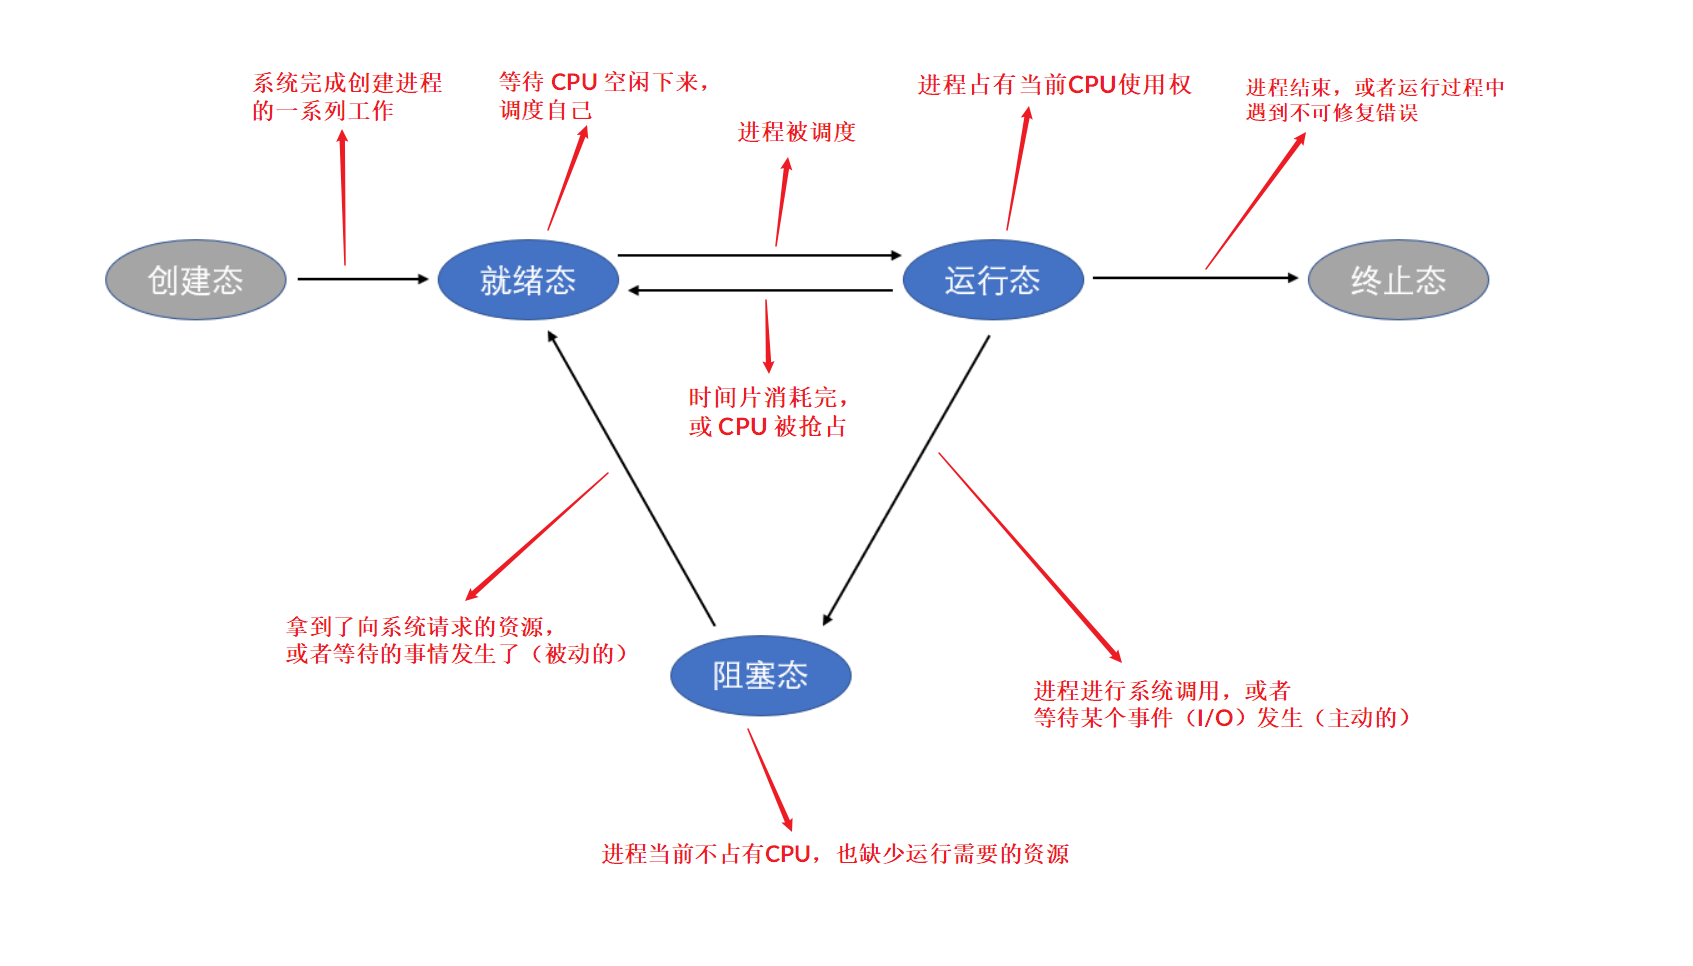 系统完成创建进程
的一系列工作
等待 CPU 空闲下来，
调度自己
进程被调度
进程占有当前CPU使用权
进程结束，或者运行过程中
遇到不可修复错误
创建态
就绪态
运行态
终止态
时间片消耗完，
或 CPU 被抢占
拿到了向系统请求的资源，
或者等待的事情发生了（被动的）
阻塞态
进程进行系统调用，或者
等待某个事件（I/O）发生（主动的）
进程当前不占有CPU，也缺少运行需要的资源